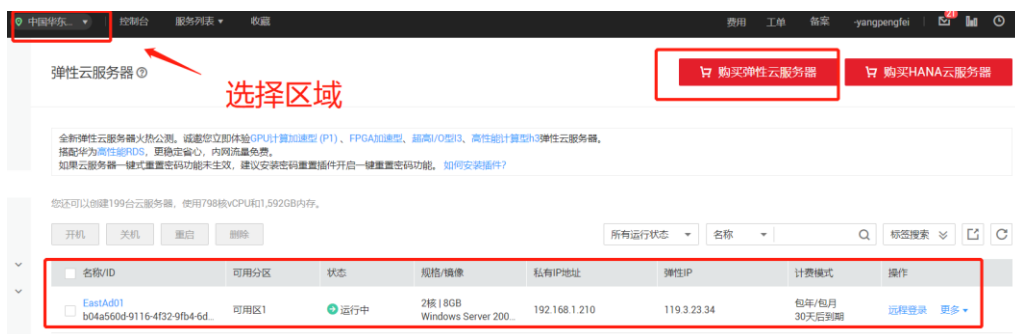 中国华东... 控制台 服务列表 收藏 费用 工单 备案 -yangpengfei 21
弹性云服务器 购买弹性云服务器 购买HANA云服务器
选择区域
全新弹性云服务器火热公测。诚邀您立即体验GPU计算加速型 (P1) 、FPGA加速型、超高I/O型I3、高性能计算型h3弹性云服务器。
搭配华为高性能RDS，更稳定省心，内网流量免费。
如果云服务器一键式重置密码功能未生效，建议安装密码重置插件开启一键重置密码功能。 如何安装插件?
您还可以创建199台云服务器，使用798核vCPU和1,592GB内存。
开机 关机 重启 删除 所有运行状态 名称 标签搜索
名称/ID 可用分区 状态 规格/镜像 私有IP地址 弹性IP 计费模式 操作
EastAd01 可用区1 运行中 2核 | 8GB 192.168.1.210 119.3.23.34 包年/包月 远程登录 更多
b04a560d-9116-4f32-9fb4-6d... Windows Server 200... 30天后到期